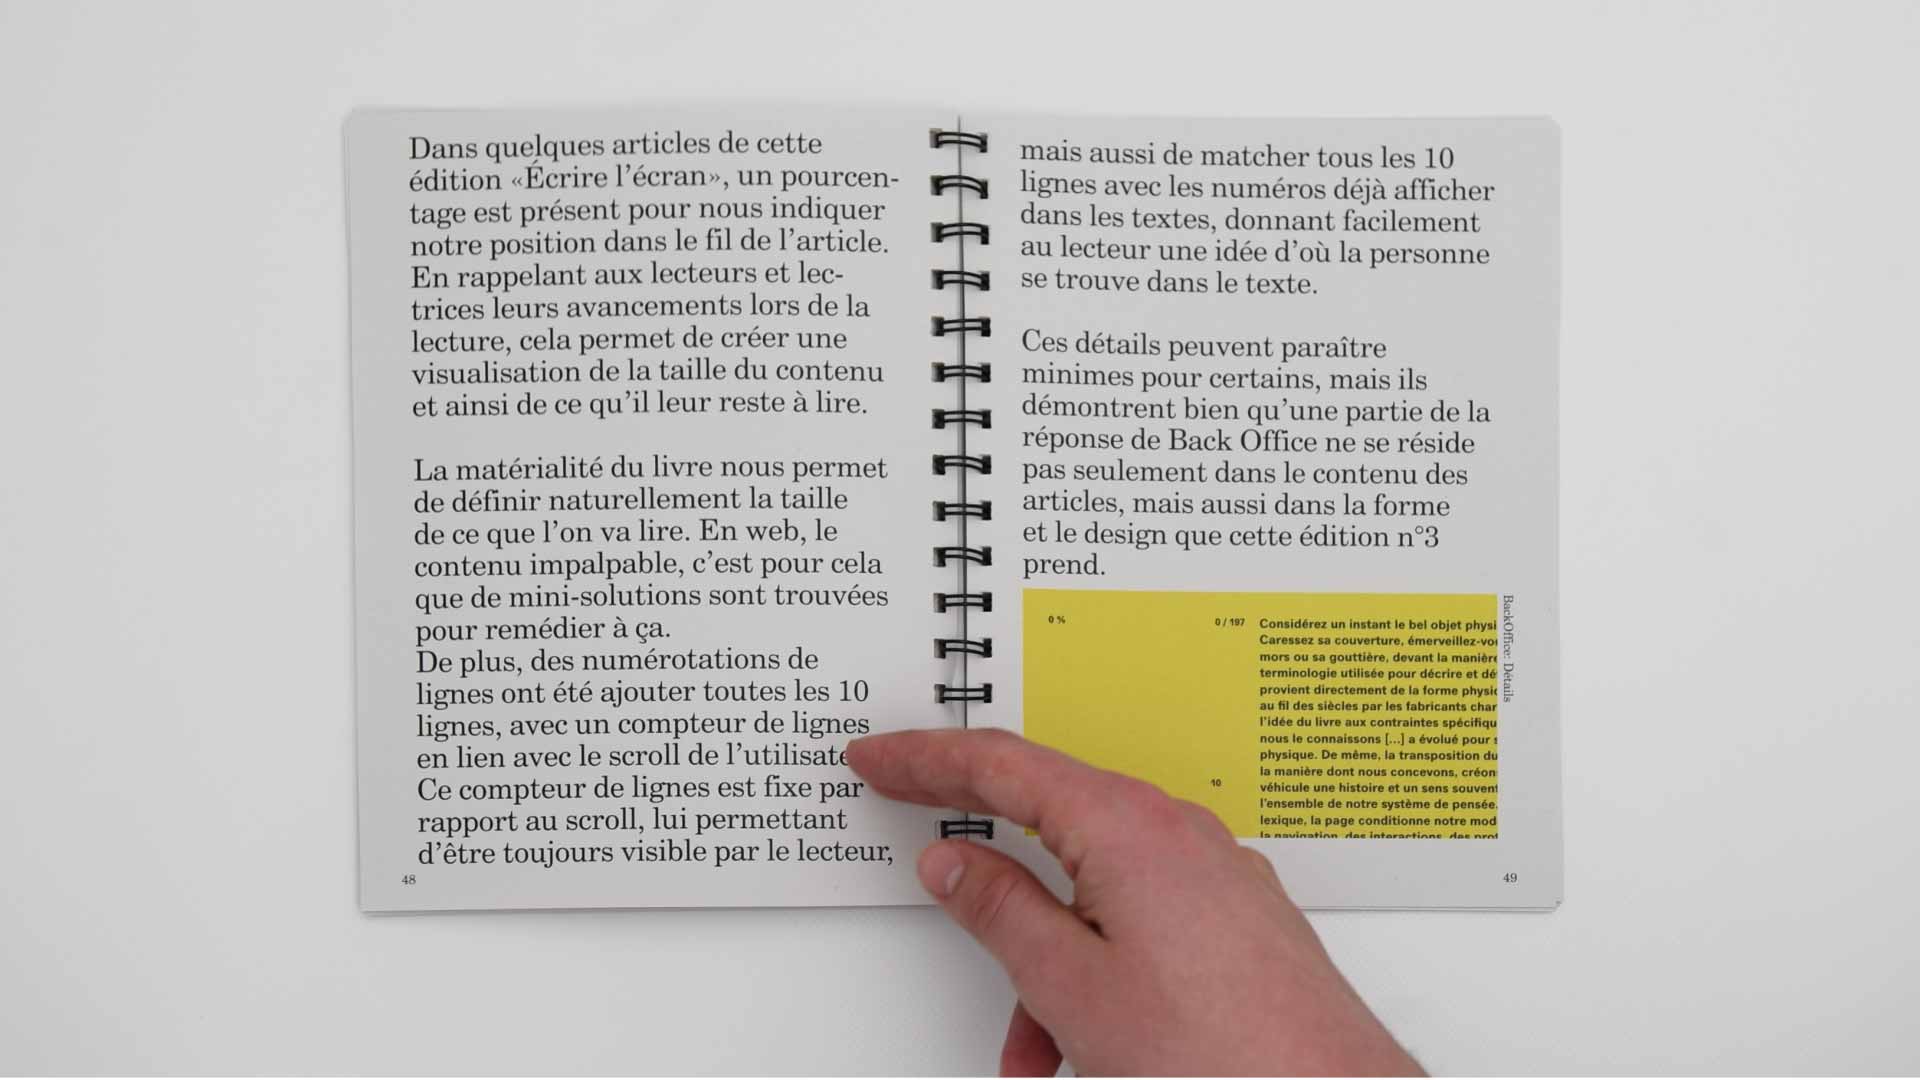 Dans quelques articles de cette
édition «Écrire l’écran», un pourcen-
tage est présent pour nous indiquer
notre position dans le fil de l’article.
En rappelant aux lecteurs et lec-
trices leurs avancements lors de la
lecture, cela permet de créer une
visualisation de la taille du contenu
et ainsi de ce qu’il leur reste à lire.
La matérialité du livre nous permet
de définir naturellement la taille
de ce que l’on va lire. En web, le
contenu impalpable, c’est pour cela
que de mini-solutions sont trouvées
pour remédier à ça.
De plus, des numérotations de
lignes ont été ajouter toutes les 10
lignes, avec un compteur de lignes
en lien avec le scroll de l’utilisate
Ce compteur de lignes est fixe par
rapport au scroll, lui permettant
d’être toujours visible par le lecteur,
48
mais aussi de matcher tous les 10
lignes avec les numéros déjà afficher
dans les textes, donnant facilement
au lecteur une idée d’où la personne
se trouve dans le texte.
Ces détails peuvent paraître
minimes pour certains, mais ils
démontrent bien qu’une partie de la
réponse de Back Office ne se réside
pas seulement dans le contenu des
articles, mais aussi dans la forme
et le design que cette édition n°3
prend.
0 %
0 / 197
Considérez un instant le bel objet physi
Caressez sa couverture, émerveillez-vou
mors ou sa gouttière, devant la manière
terminologie utilisée pour décrire et dé
provient directement de la forme physic
au fil des siècles par les fabricants char
l’idée du livre aux contraintes spécifiqu
nous le connaissons [...] a évolué pour s
physique. De même, la transposition du
la manière dont nous concevons, créon
10
véhicule une histoire et un sens souvent
l’ensemble de notre système de pensée.
lexique, la page conditionne notre mod
la navigation, des interactions, des prof
BackOffice: Détails
49